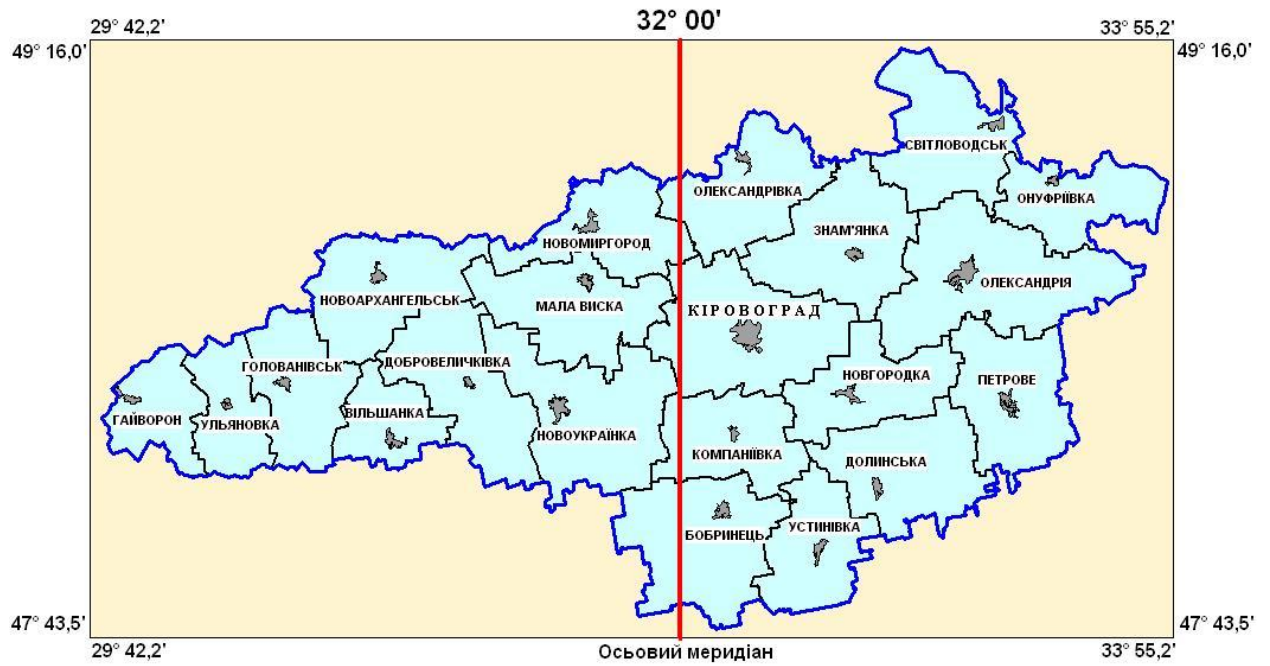 29° 42,2'
32° 00'
33° 55,2'
49° 16,0'
49° 16,0'
СВІТЛОВОДСЬК
ОЛЕКСАНДРІВКА
ОНУФРІЇВКА
ЗНАМ'ЯНКА
НОВОМИРГОРОД
ОЛЕКСАНДРІЯ
НОВОАРХАНГЕЛЬСЬК
МАЛА ВИСКА
КІРОВОГРАД
ДОБРОВЕЛИЧКІВКА
ГОЛОВАНІВСЬК
НОВГОРОДКА
ПЕТРОВЕ
ВІЛЬШАНКА
ГАЙВОРОН
УЛЬЯНОВКА
НОВОУКРАЇНКА
КОМПАНІЇВКА
ДОЛИНСЬКА
УСТИНІВКА
БОБРИНЕЦЬ
47° 43,5'
47° 43,5'
29° 42,2'
Осьовий меридіан
33° 55,2'